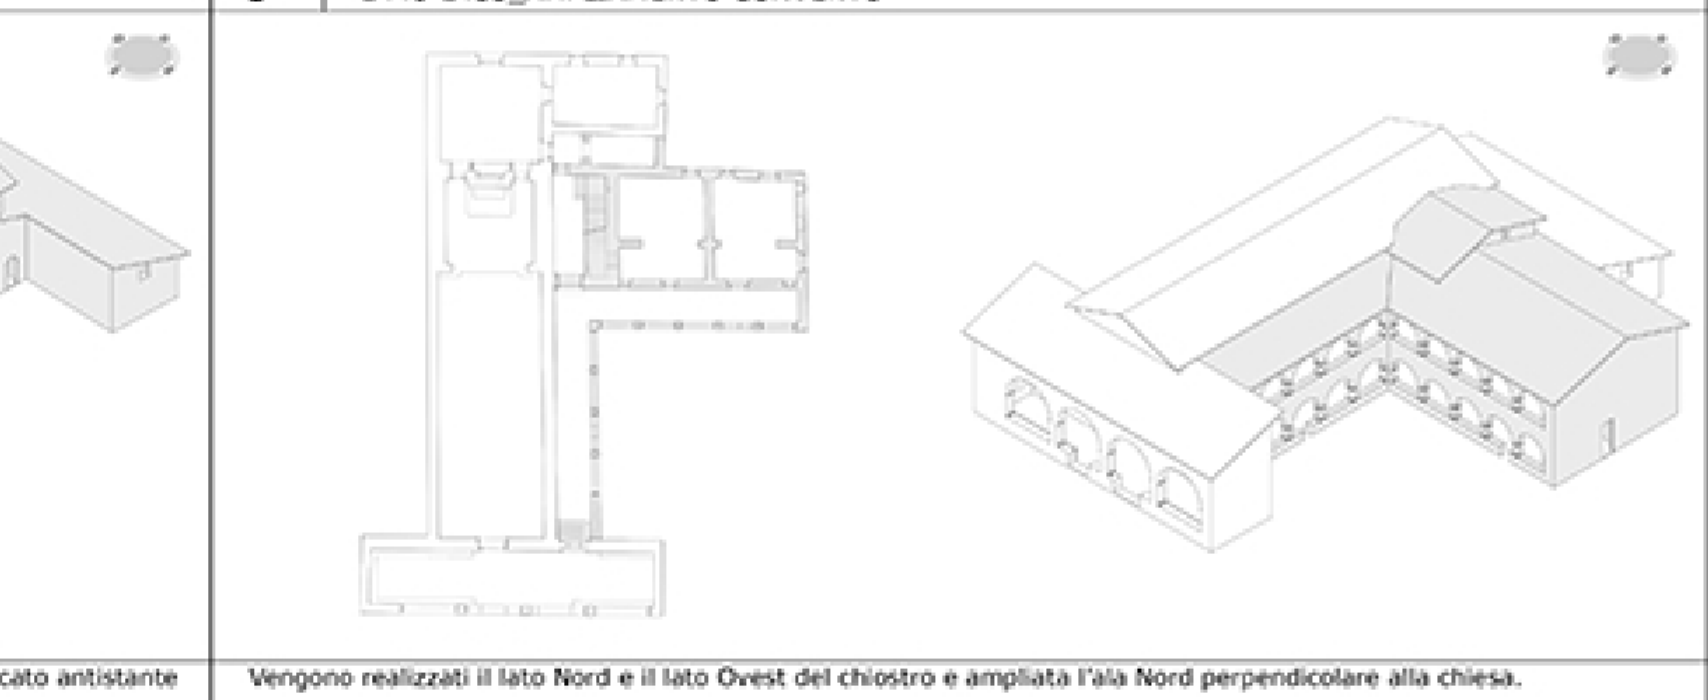 cato antistante
Vengono realizzati il lato Nord e il lato Ovest del chiostro e ampliata l'ala Nord perpendicolare alla chiesa.